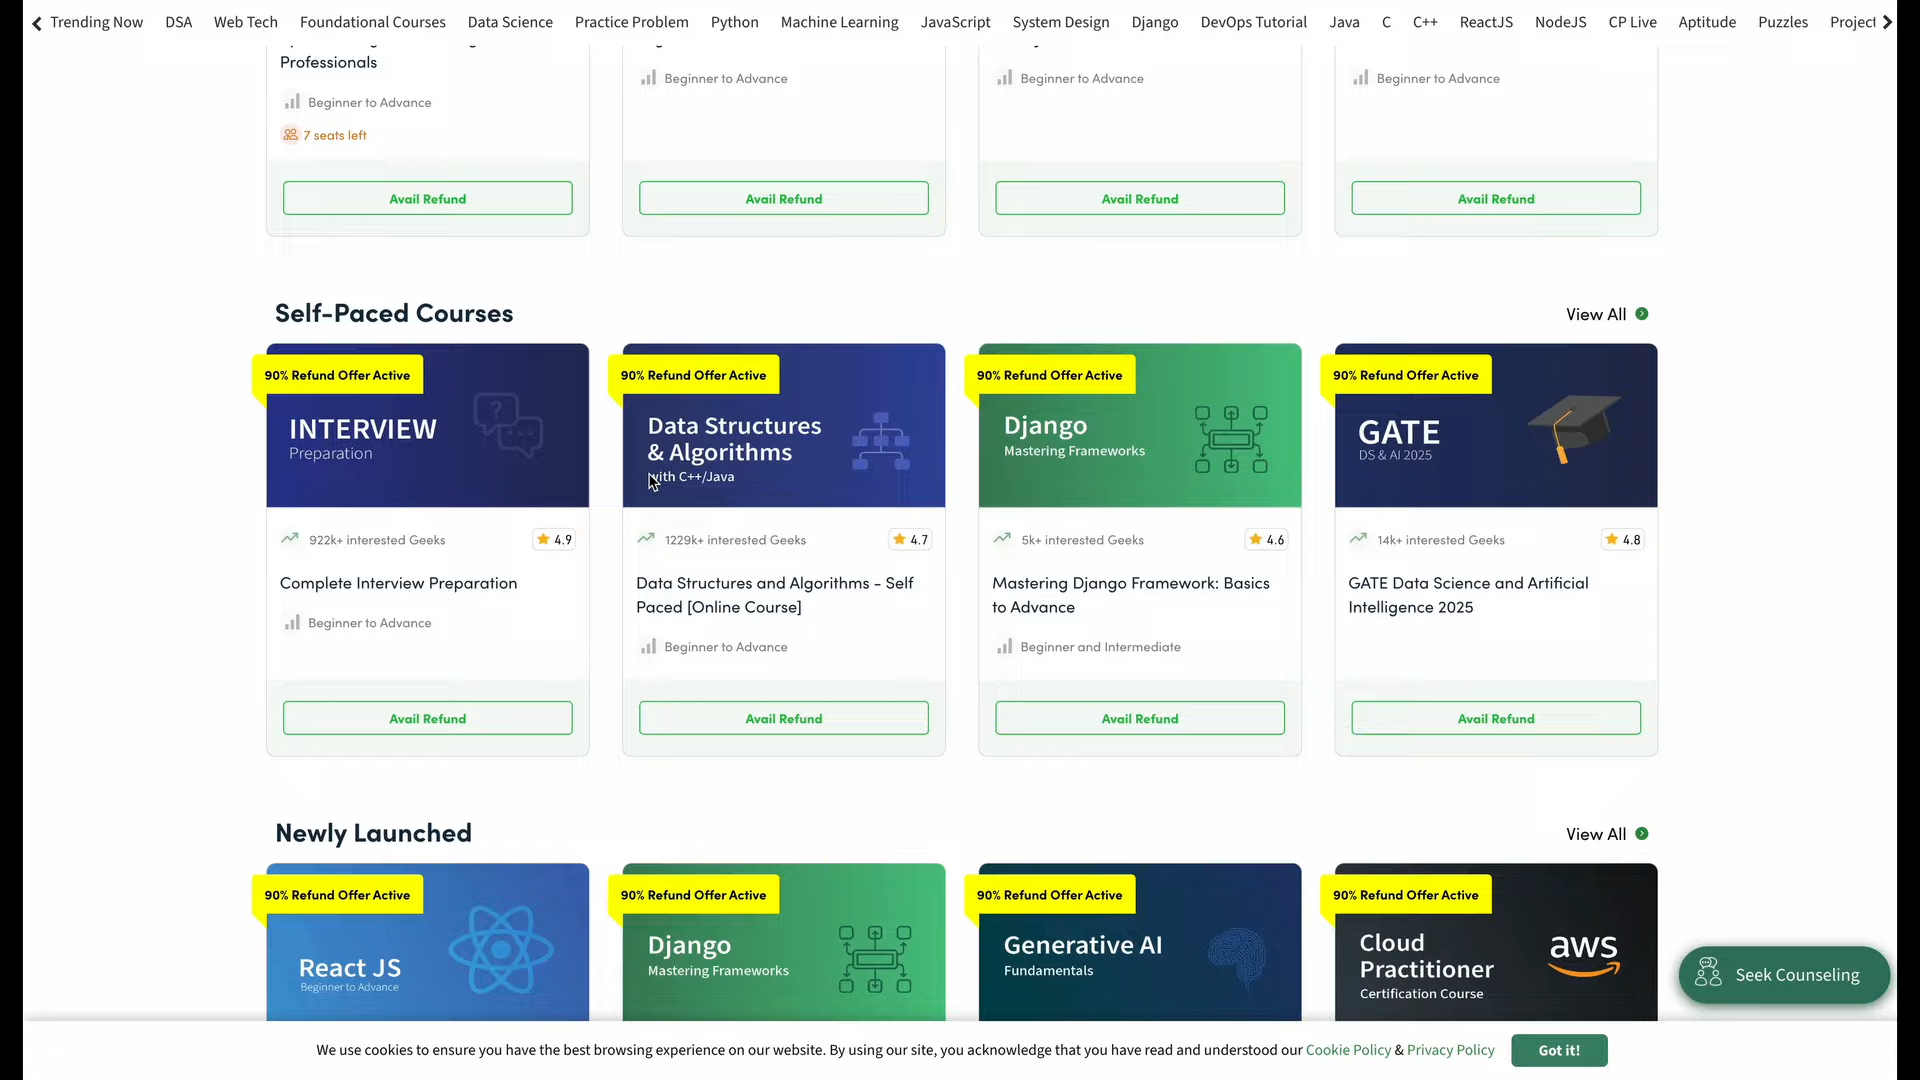 Trending Now DSA Web Tech Foundational Courses Data Science Practice Problem Python Machine Learning JavaScript System Design Django DevOps Tutorial Java C C++ ReactJS NodeJS CP Live Aptitude Puzzles Project
Professionals
Beginner to Advance
7 seats left
Avail Refund
Beginner to Advance
Avail Refund
Beginner to Advance
Avail Refund
Beginner to Advance
Avail Refund
Self-Paced Courses
View All
90% Refund Offer Active
INTERVIEW
Preparation
922k+ interested Geeks 4.9
Complete Interview Preparation
Beginner to Advance
Avail Refund
90% Refund Offer Active
Data Structures
& Algorithms
with C++/Java
1229k+ interested Geeks 4.7
Data Structures and Algorithms - Self
Paced [Online Course]
Beginner to Advance
Avail Refund
90% Refund Offer Active
Django
Mastering Frameworks
5k+ interested Geeks 4.6
Mastering Django Framework: Basics
to Advance
Beginner and Intermediate
Avail Refund
90% Refund Offer Active
GATE
DS & AI 2025
14k+ interested Geeks 4.8
GATE Data Science and Artificial
Intelligence 2025
Avail Refund
Newly Launched
View All
90% Refund Offer Active
React JS
Beginner to Advance
90% Refund Offer Active
Django
Mastering Frameworks
90% Refund Offer Active
Generative AI
Fundamentals
90% Refund Offer Active
Cloud
Practitioner
Certification Course
aws
Seek Counseling
We use cookies to ensure you have the best browsing experience on our website. By using our site, you acknowledge that you have read and understood our Cookie Policy & Privacy Policy
Got it!